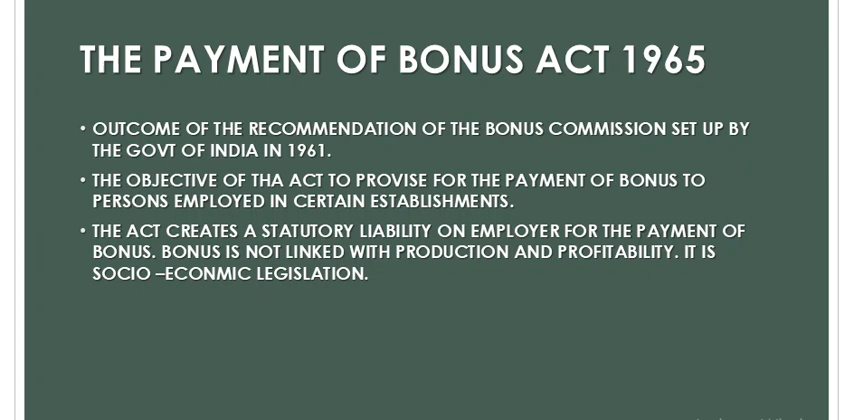 THE PAYMENT OF BONUS ACT 1965
• OUTCOME OF THE RECOMMENDATION OF THE BONUS COMMISSION SET UP BY
THE GOVT OF INDIA IN 1961.
• THE OBJECTIVE OF THA ACT TO PROVISE FOR THE PAYMENT OF BONUS TO
PERSONS EMPLOYED IN CERTAIN ESTABLISHMENTS.
• THE ACT CREATES A STATUTORY LIABILITY ON EMPLOYER FOR THE PAYMENT OF
BONUS. BONUS IS NOT LINKED WITH PRODUCTION AND PROFITABILITY. IT IS
SOCIO –ECONMIC LEGISLATION.